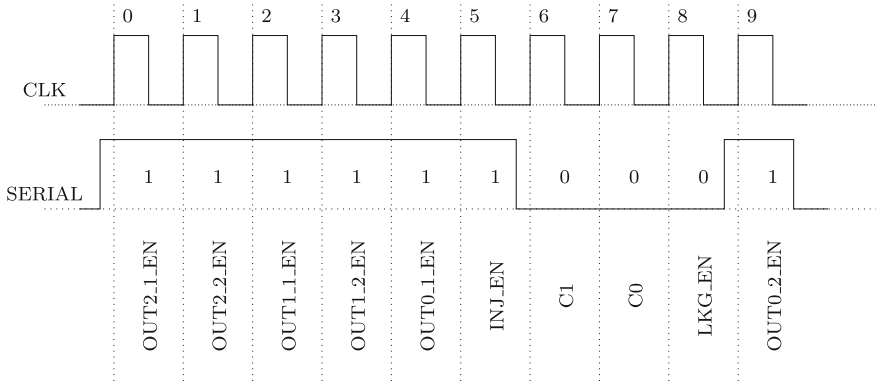 0 1 2 3 4 5 6 7 8 9
CLK
SERIAL 1 1 1 1 1 1 0 0 0 1
OUT2_1_EN
OUT2_2_EN
OUT1_1_EN
OUT1_2_EN
OUT0_1_EN
INJ_EN
C1
C0
LKG_EN
OUT0_2_EN